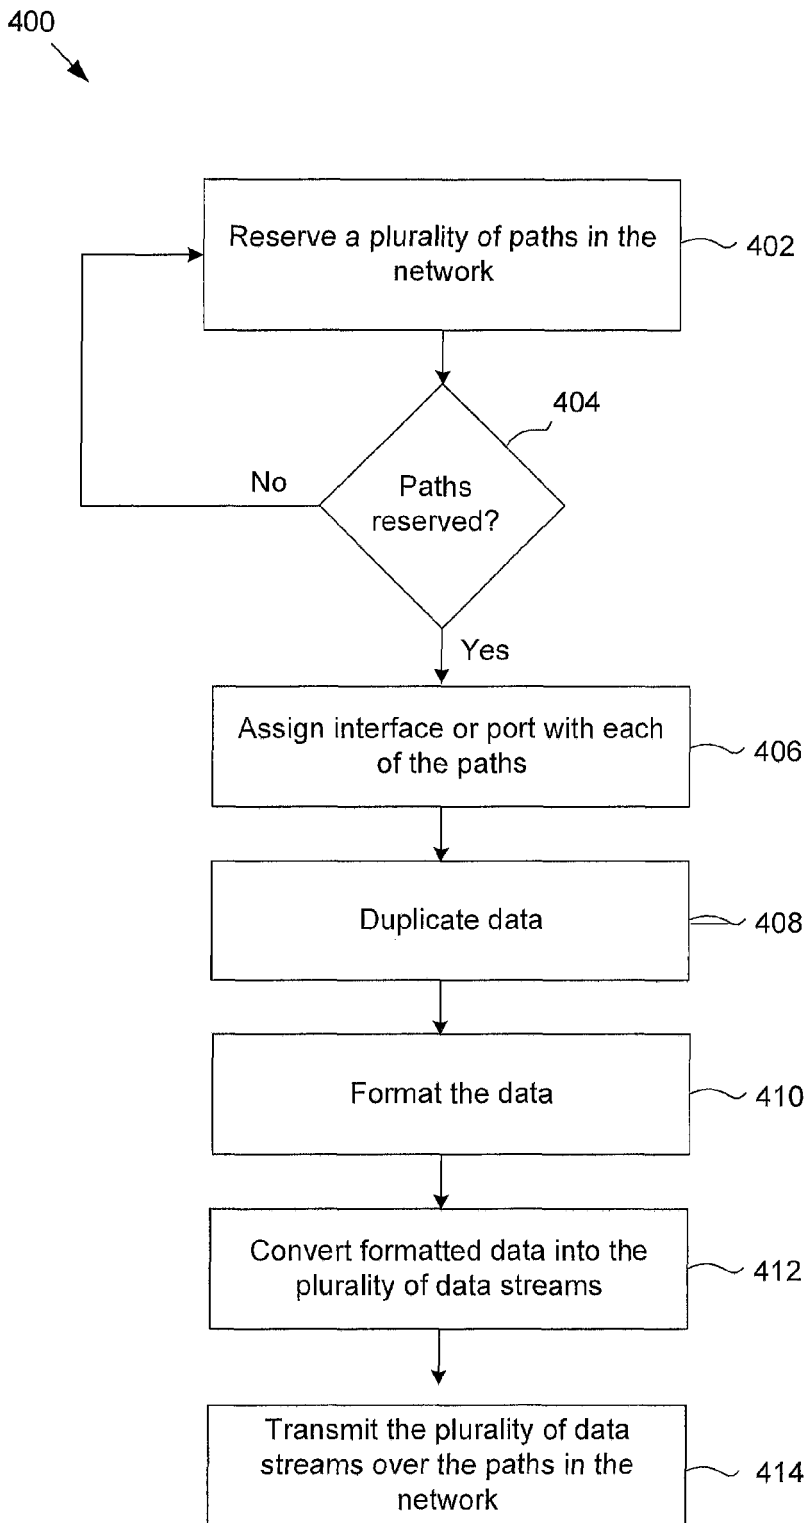 400
Reserve a plurality of paths in the
network
402
404
Paths
reserved?
No
Yes
Assign interface or port with each
of the paths
406
Duplicate data
408
Format the data
410
Convert formatted data into the
plurality of data streams
412
Transmit the plurality of data
streams over the paths in the
network
414